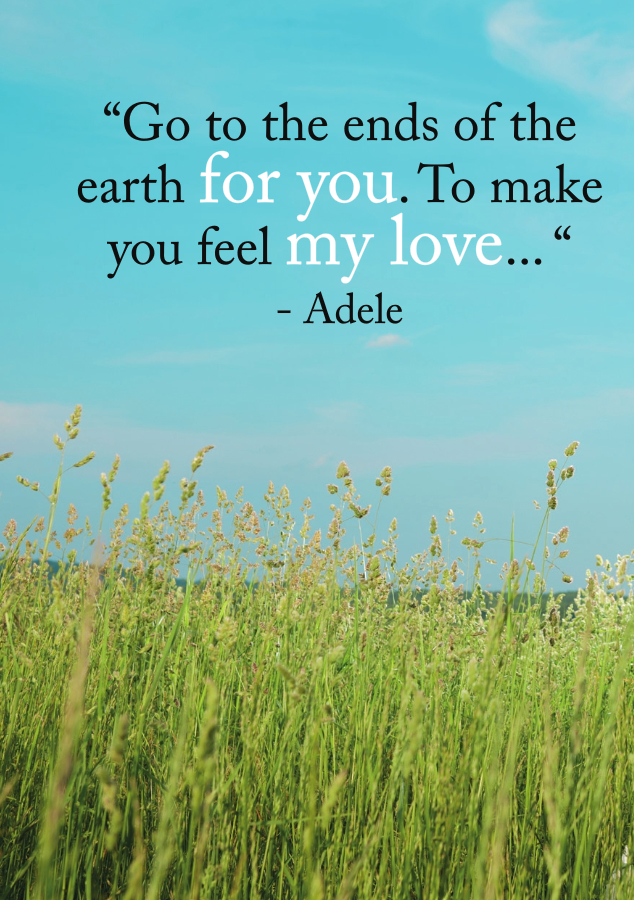 “Go to the ends of the
earth for you. To make
you feel my love... “
- Adele